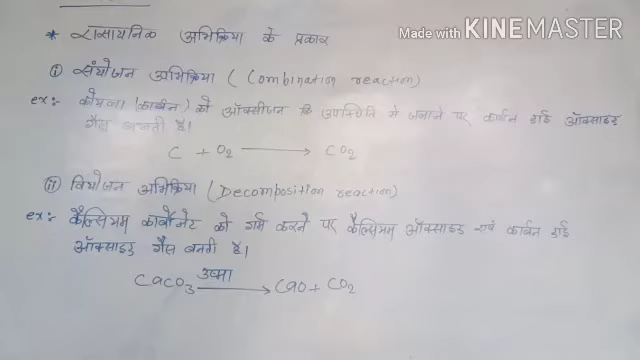 Made with KINEMASTER
* रासायनिक अभिक्रिया के प्रकार
(i) संयोजन अभिक्रिया (Combination reaction)
ex:- कोयला (कार्बन) को ऑक्सीजन कि उपस्थिति में जलाने पर कार्बन डाई ऑक्साइड
गैस बनती है।
C + O₂ ⟶ CO₂
(ii) वियोजन अभिक्रिया (Decomposition reaction)
ex:- कैल्सियम कार्बोनेट को गर्म करने पर कैल्सियम ऑक्साइड एवं कार्बन डाई
ऑक्साइड गैस बनती है।
उष्मा
CaCO₃ ⟶ CaO + CO₂